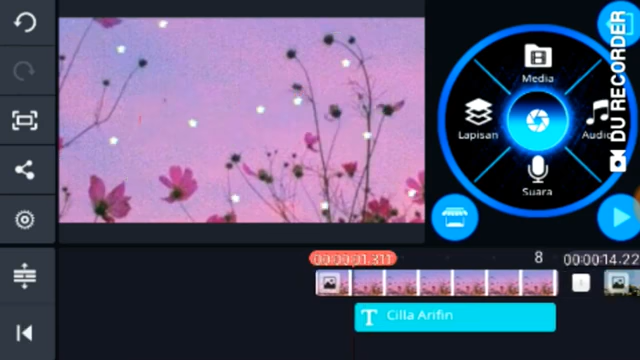 Media
Lapisan
Audio
Suara
DU RECORDER
00:00:01.311
8
00:00:14.22
T Cilla Arifin